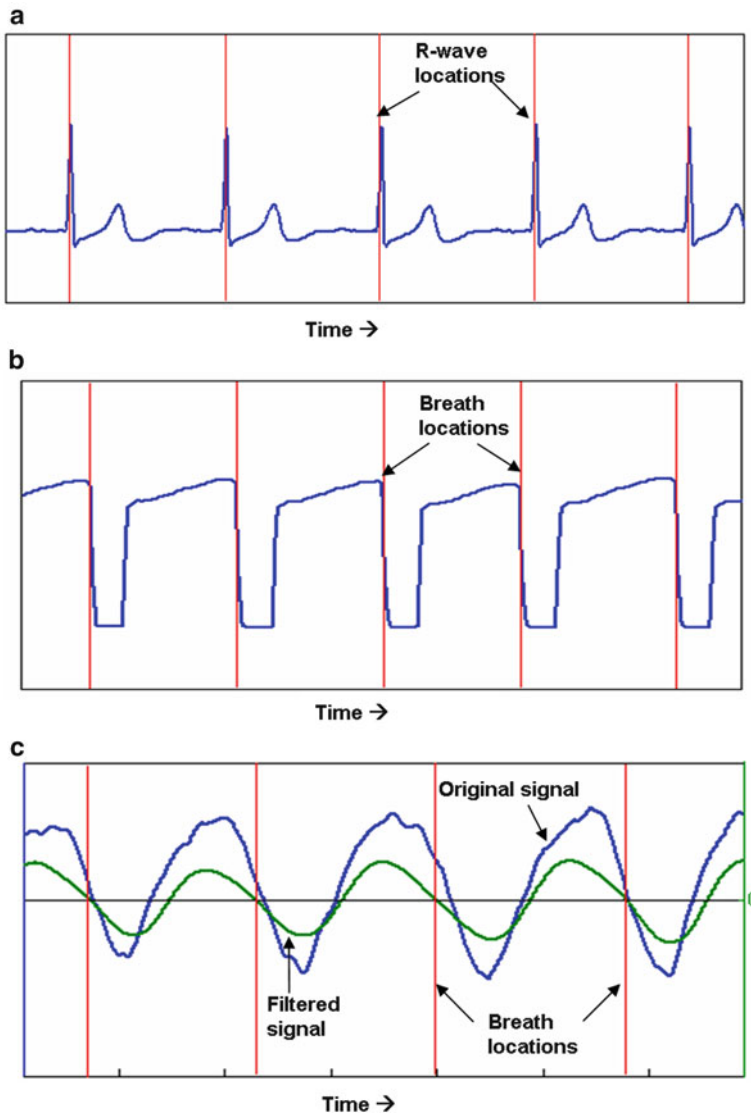 a
R-wave
locations
Time →
b
Breath
locations
Time →
c
Original signal
Filtered
signal
Breath
locations
Time →